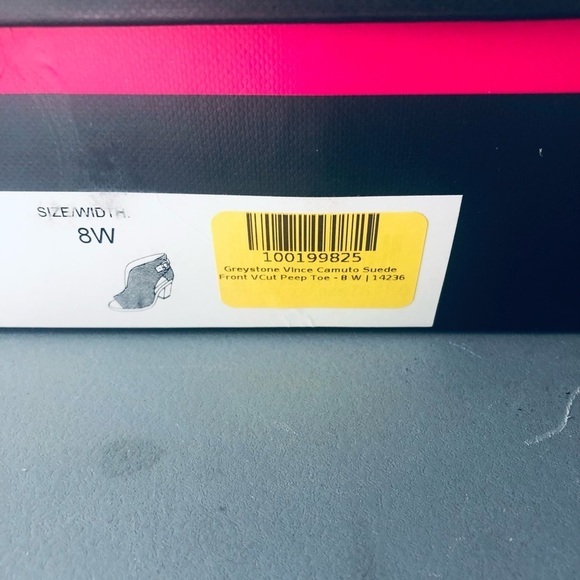 SIZE/WIDTH:
8W
100199825
Greystone Vince Camuto Suede
Front VCut Peep Toe - 8 W | 14236